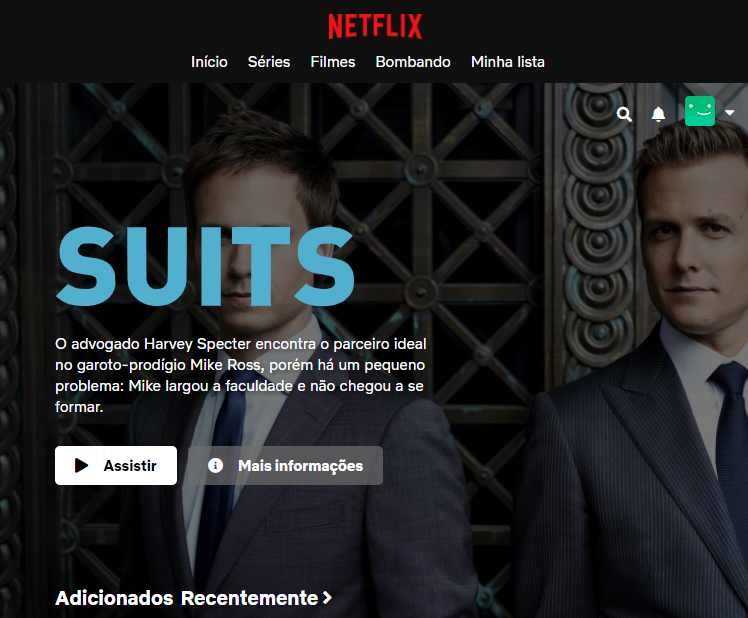 NETFLIX
Início Séries Filmes Bombando Minha lista
SUITS
O advogado Harvey Specter encontra o parceiro ideal
no garoto-prodígio Mike Ross, porém há um pequeno
problema: Mike largou a faculdade e não chegou a se
formar.
Assistir Mais informações
Adicionados Recentemente